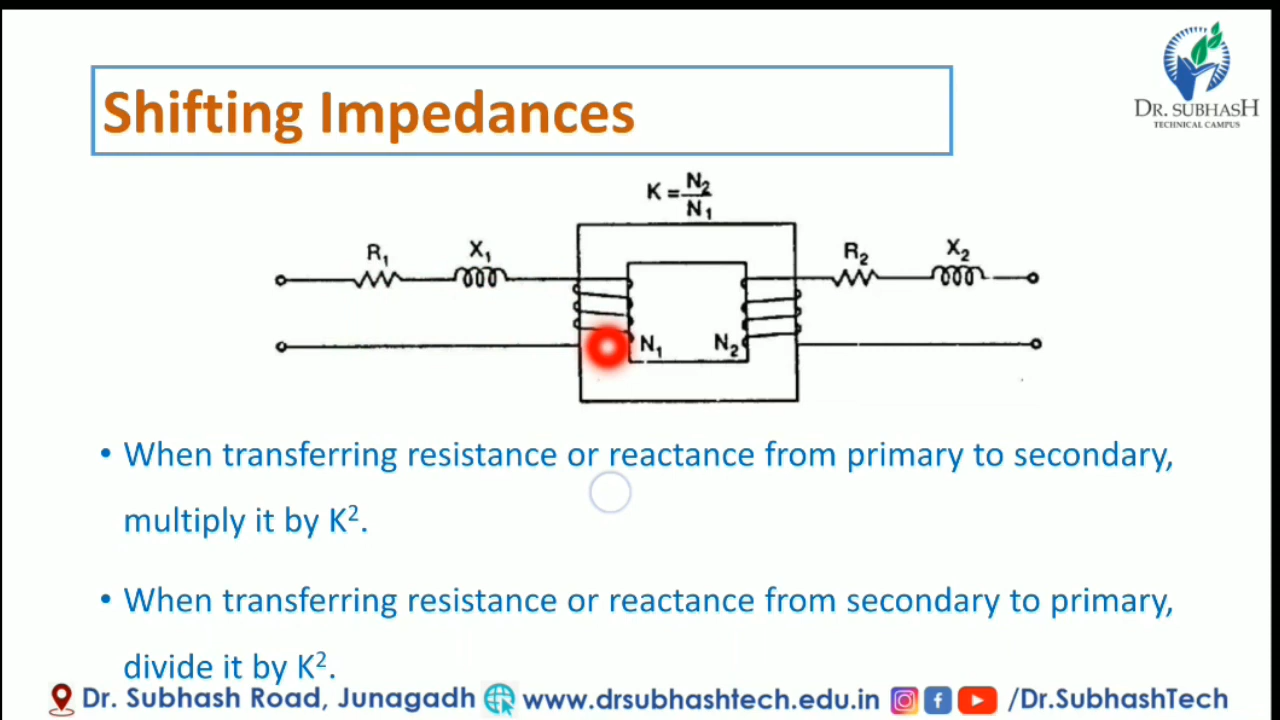 DR. SUBHASH
TECHNICAL CAMPUS
Shifting Impedances
K = N₂/N₁
R₁ X₁ R₂ X₂
N₁ N₂
• When transferring resistance or reactance from primary to secondary,
multiply it by K².
• When transferring resistance or reactance from secondary to primary,
divide it by K².
Dr. Subhash Road, Junagadh www.drsubhashtech.edu.in /Dr.SubhashTech